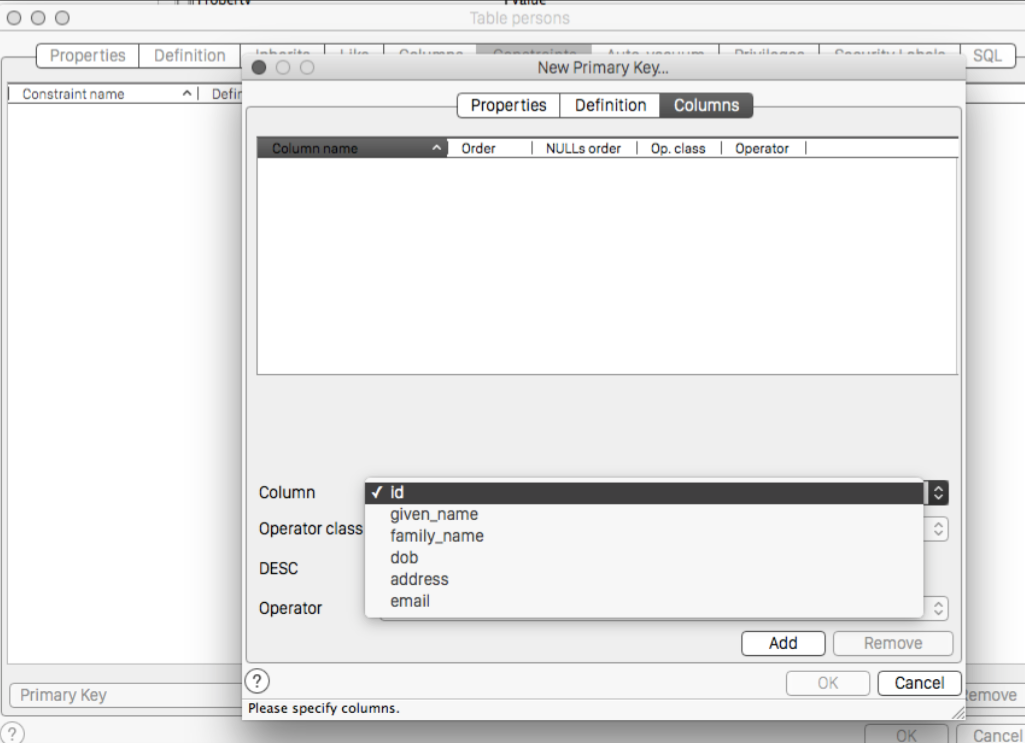 Property Value
Table persons
Properties Definition Inherits Like Columns Constraints Auto-vacuum Privileges Security Labels SQL
New Primary Key...
Constraint name Defin
Properties Definition Columns
Column name Order NULLs order Op. class Operator
Column
id
given_name
Operator class
family_name
dob
DESC
address
Operator
email
Add Remove
OK Cancel
Primary Key
Remove
Please specify columns.
OK Cancel